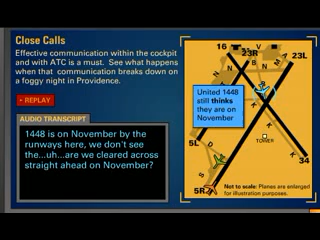 Close Calls
Effective communication within the cockpit
and with ATC is a must. See what happens
when that communication breaks down on
a foggy night in Providence.
• REPLAY
AUDIO TRANSCRIPT
1448 is on November by the
runways here, we don't see
the...uh...are we cleared across
straight ahead on November?
16
V
23R
23L
N
N
B
N
M
A
United 1448
still thinks
they are on
November
K
TOWER
5L
34
S
D
5R
Not to scale: Planes are enlarged
for illustration purposes.